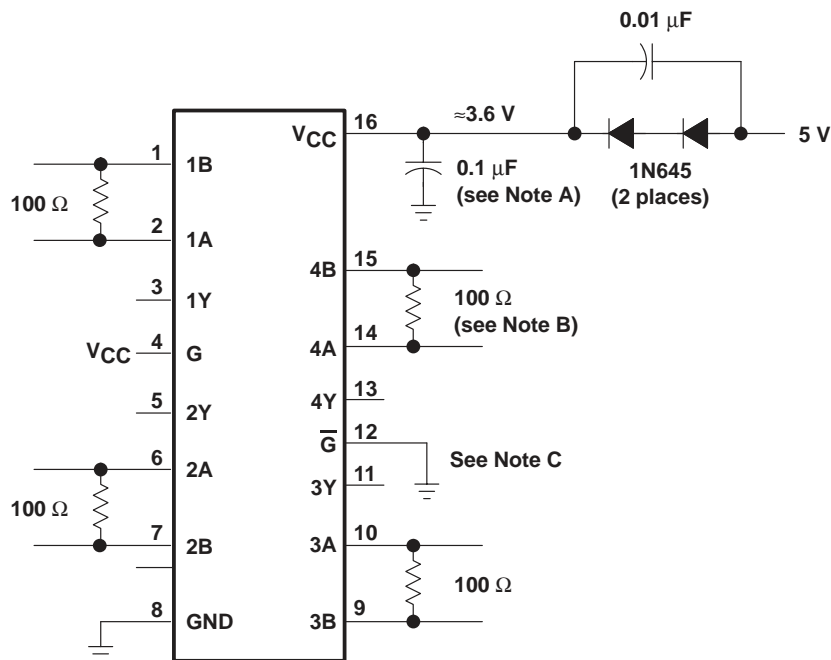 0.01 μF
16
VCC
≈3.6 V
5 V
1
1B
0.1 μF
(see Note A)
1N645
(2 places)
100 Ω
2
1A
15
4B
3
1Y
100 Ω
(see Note B)
14
4A
VCC
4
G
13
4Y
5
2Y
12
G̅
See Note C
6
2A
11
3Y
100 Ω
7
2B
10
3A
100 Ω
8
GND
9
3B